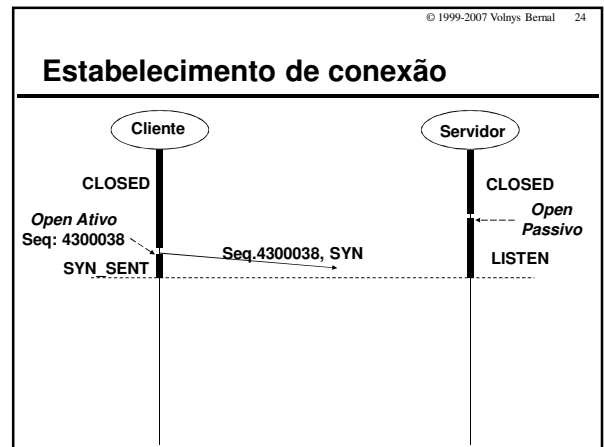 © 1999-2007 Volnys Bernal 24
Estabelecimento de conexão
Cliente
Servidor
CLOSED
CLOSED
Open Ativo
Seq: 4300038
Open
Passivo
Seq.4300038, SYN
SYN_SENT
LISTEN